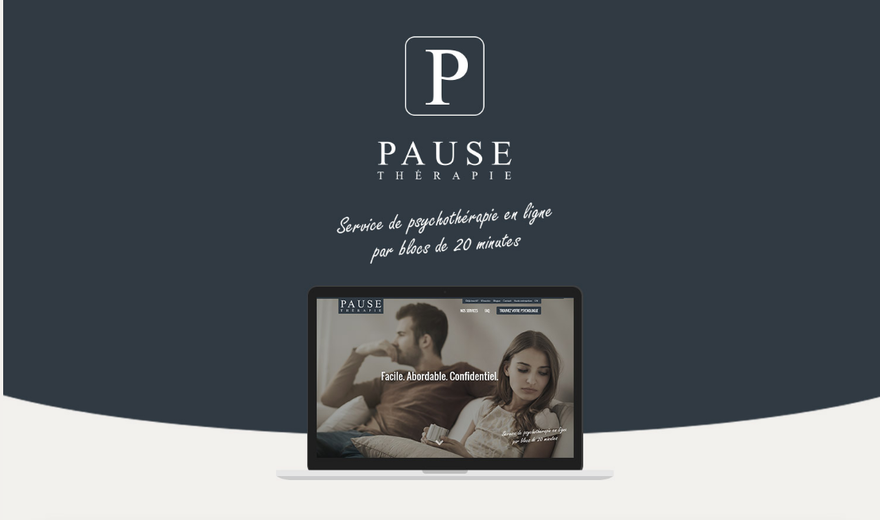 P
PAUSE
THÉRAPIE
Service de psychothérapie en ligne
par blocs de 20 minutes
PAUSE
THÉRAPIE
NOS SERVICES FAQ TROUVEZ VOTRE PSYCHOLOGUE
Facile. Abordable. Confidentiel.
Service de psychothérapie en ligne
par blocs de 20 minutes